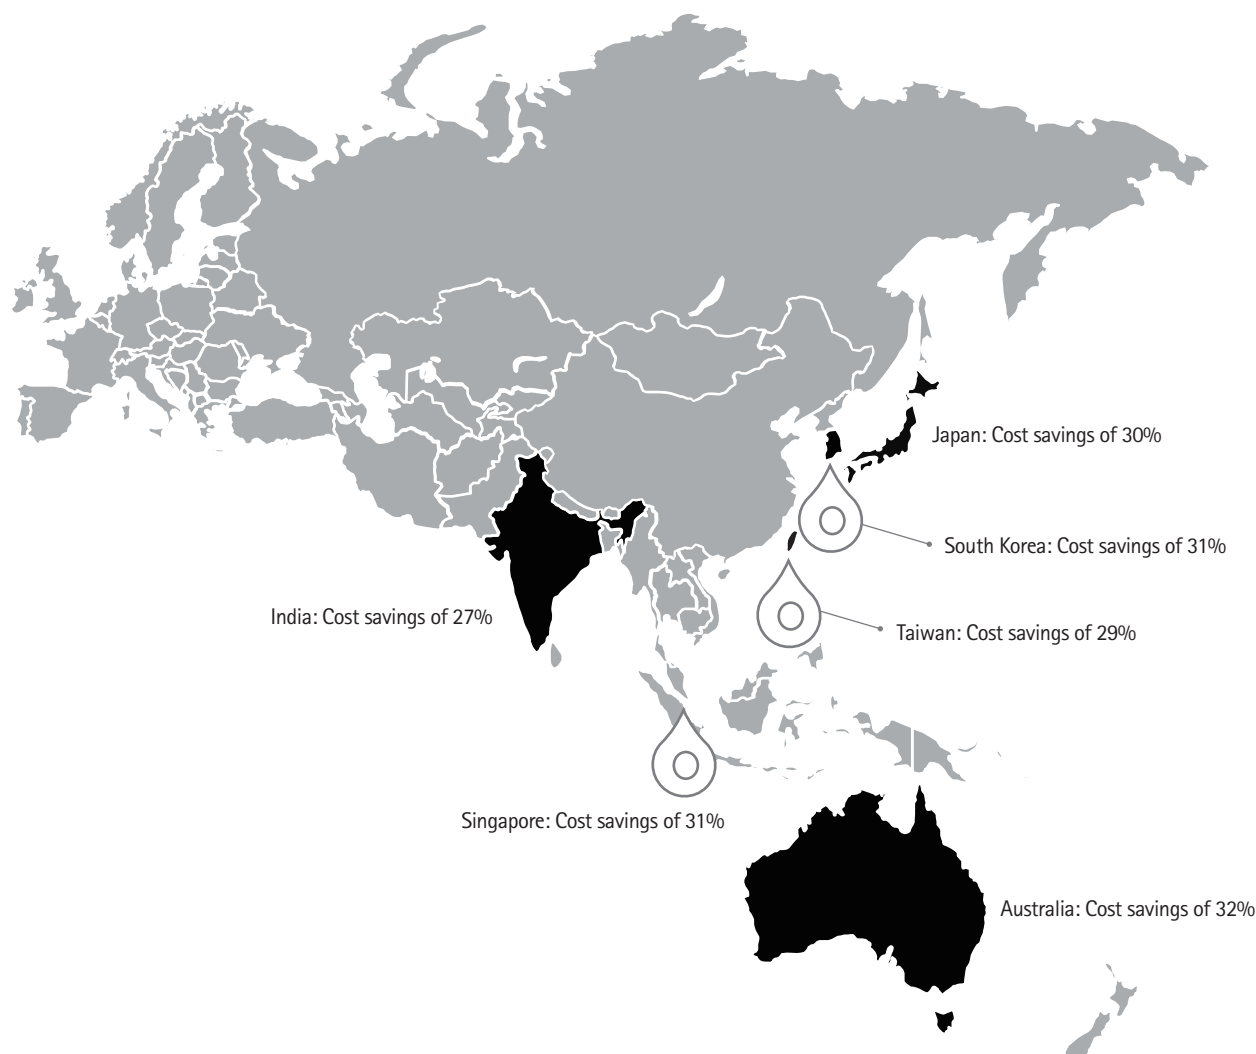 Japan: Cost savings of 30%
South Korea: Cost savings of 31%
India: Cost savings of 27%
Taiwan: Cost savings of 29%
Singapore: Cost savings of 31%
Australia: Cost savings of 32%